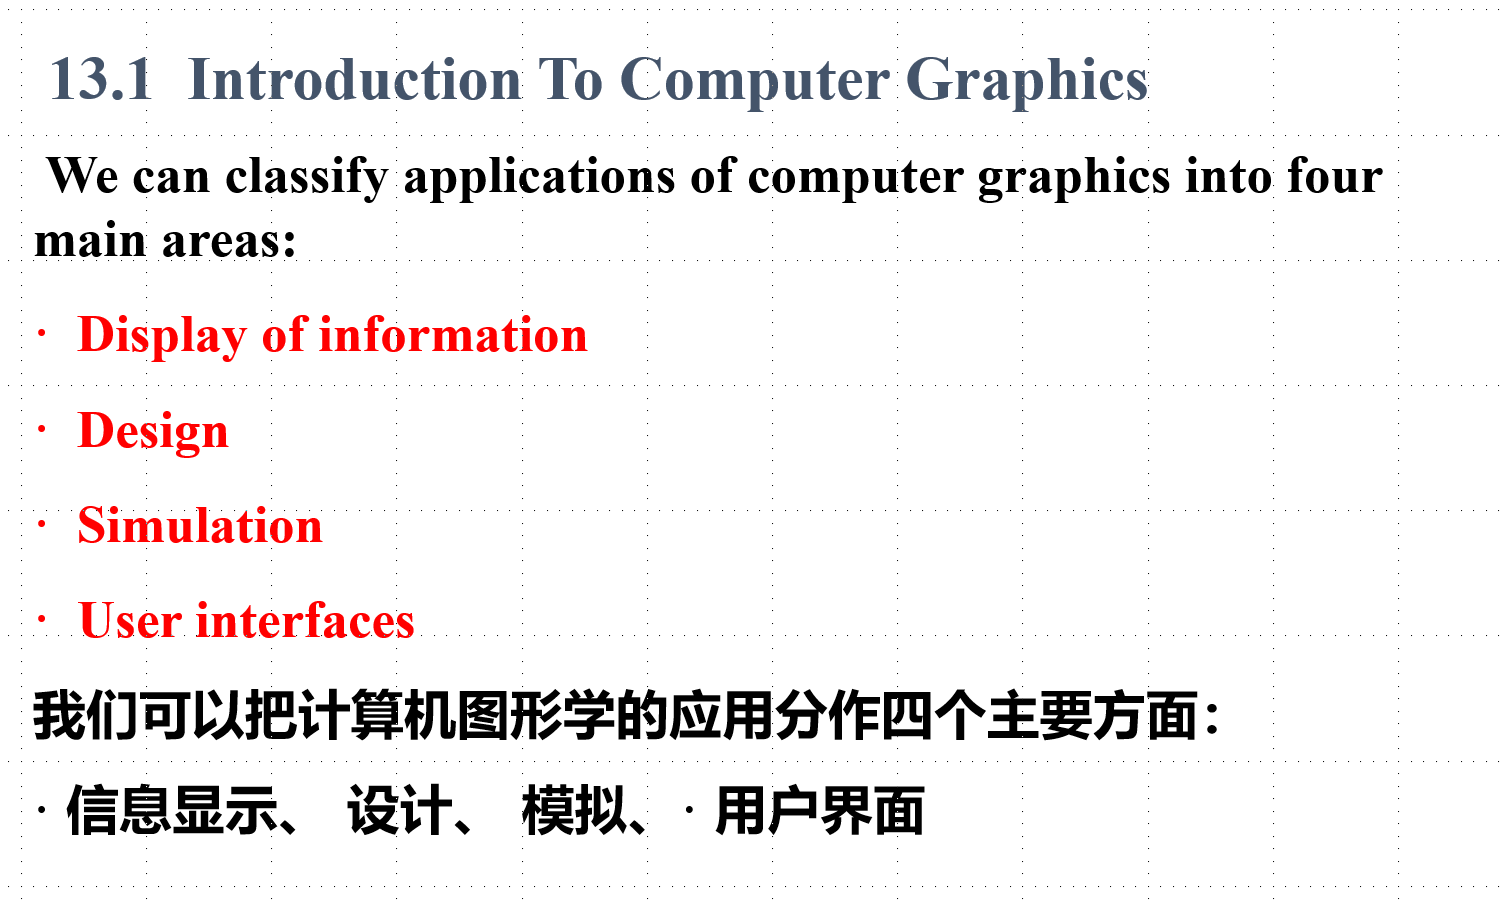 13.1 Introduction To Computer Graphics
We can classify applications of computer graphics into four
main areas:
· Display of information
· Design
· Simulation
· User interfaces
我们可以把计算机图形学的应用分作四个主要方面：
· 信息显示、 设计、 模拟、· 用户界面